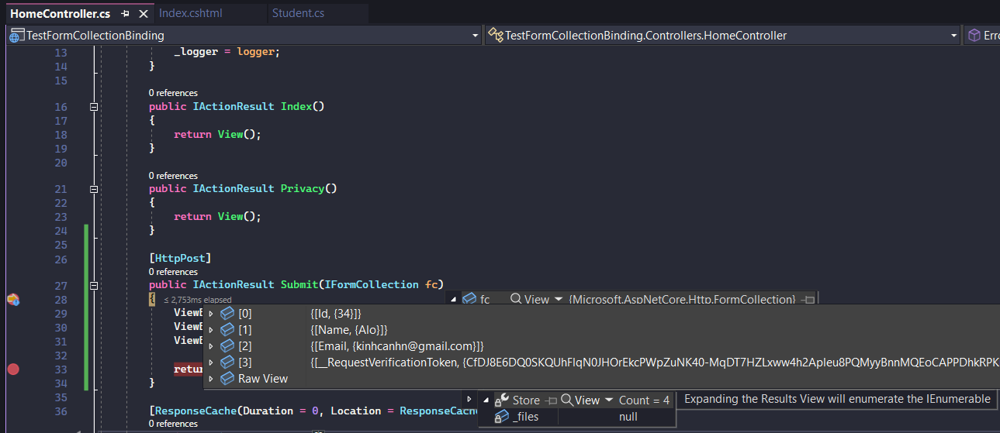 HomeController.cs Index.cshtml Student.cs
TestFormCollectionBinding TestFormCollectionBinding.Controllers.HomeController Erro
13 _logger = logger;
14 }
15
0 references
16 public IActionResult Index()
17 {
18 return View();
19 }
20
0 references
21 public IActionResult Privacy()
22 {
23 return View();
24 }
25
26 [HttpPost]
0 references
27 public IActionResult Submit(IFormCollection fc)
28 { ≤ 2,753ms elapsed fc View {Microsoft.AspNetCore.Http.FormCollection}
29 ViewB [0] {[Id, {34}]}
30 ViewB [1] {[Name, {Alo}]}
31 ViewB [2] {[Email, {kinhcanhn@gmail.com}]}
[3] {[__RequestVerificationToken, {CfDJ8E6DQ0SKQUhFIqN0JHOrEkcPWpZuNK40-MqDT7HZLxww4h2ApIeu8PQMyyBnnMQEoCAPPDhkRPK
33 retur Raw View
34 }
35 Store View Count = 4 Expanding the Results View will enumerate the IEnumerable
36 [ResponseCache(Duration = 0, Location = ResponseCach _files null
0 references